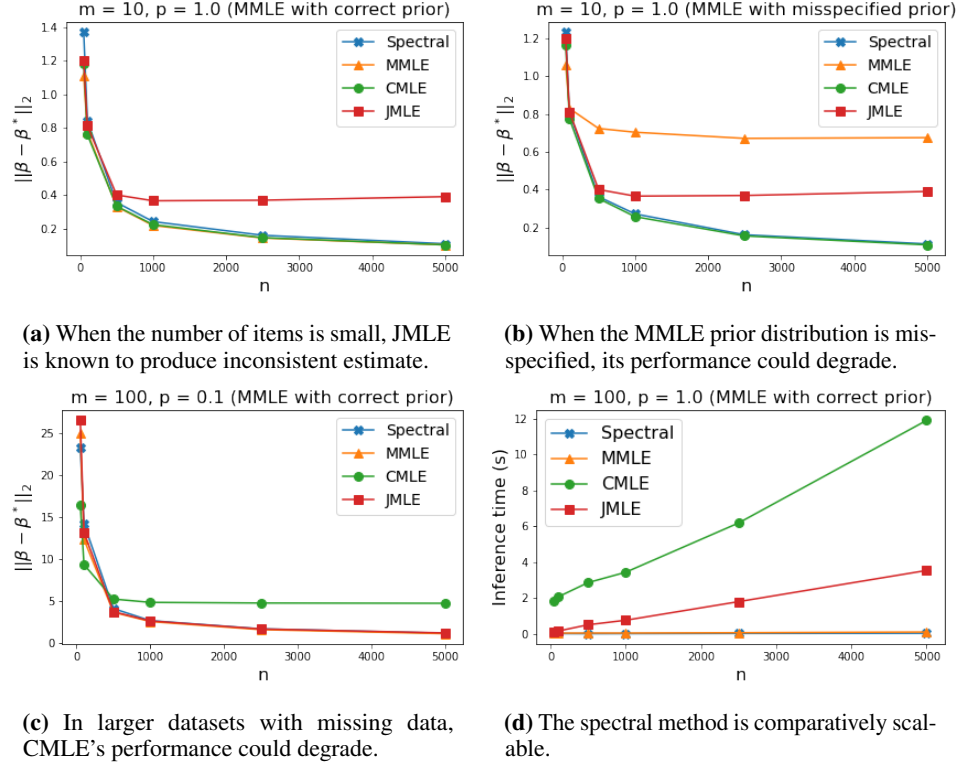 m = 10, p = 1.0 (MMLE with correct prior)
||β − β*||₂
1.4
1.2
1.0
0.8
0.6
0.4
0.2
0
1000
2000
3000
4000
5000
n
Spectral
MMLE
CMLE
JMLE
(a) When the number of items is small, JMLE
is known to produce inconsistent estimate.
m = 10, p = 1.0 (MMLE with misspecified prior)
||β − β*||₂
1.2
1.0
0.8
0.6
0.4
0.2
0
1000
2000
3000
4000
5000
n
Spectral
MMLE
CMLE
JMLE
(b) When the MMLE prior distribution is mis-
specified, its performance could degrade.
m = 100, p = 0.1 (MMLE with correct prior)
||β − β*||₂
25
20
15
10
5
0
0
1000
2000
3000
4000
5000
n
Spectral
MMLE
CMLE
JMLE
(c) In larger datasets with missing data,
CMLE's performance could degrade.
m = 100, p = 1.0 (MMLE with correct prior)
Inference time (s)
12
10
8
6
4
2
0
0
1000
2000
3000
4000
5000
n
Spectral
MMLE
CMLE
JMLE
(d) The spectral method is comparatively scal-
able.